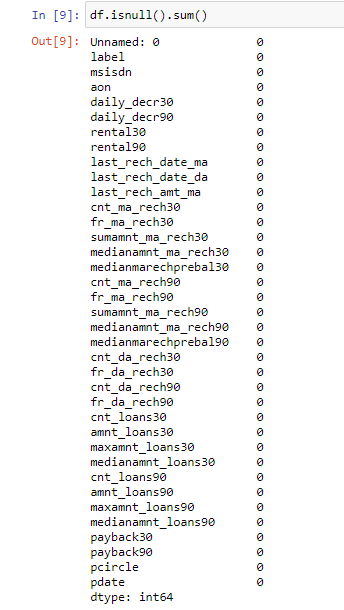 In [9]: df.isnull().sum()
Out[9]: Unnamed: 0 0
label 0
msisdn 0
aon 0
daily_decr30 0
daily_decr90 0
rental30 0
rental90 0
last_rech_date_ma 0
last_rech_date_da 0
last_rech_amt_ma 0
cnt_ma_rech30 0
fr_ma_rech30 0
sumamnt_ma_rech30 0
medianamnt_ma_rech30 0
medianmarechprebal30 0
cnt_ma_rech90 0
fr_ma_rech90 0
sumamnt_ma_rech90 0
medianamnt_ma_rech90 0
medianmarechprebal90 0
cnt_da_rech30 0
fr_da_rech30 0
cnt_da_rech90 0
fr_da_rech90 0
cnt_loans30 0
amnt_loans30 0
maxamnt_loans30 0
medianamnt_loans30 0
cnt_loans90 0
amnt_loans90 0
maxamnt_loans90 0
medianamnt_loans90 0
payback30 0
payback90 0
pcircle 0
pdate 0
dtype: int64